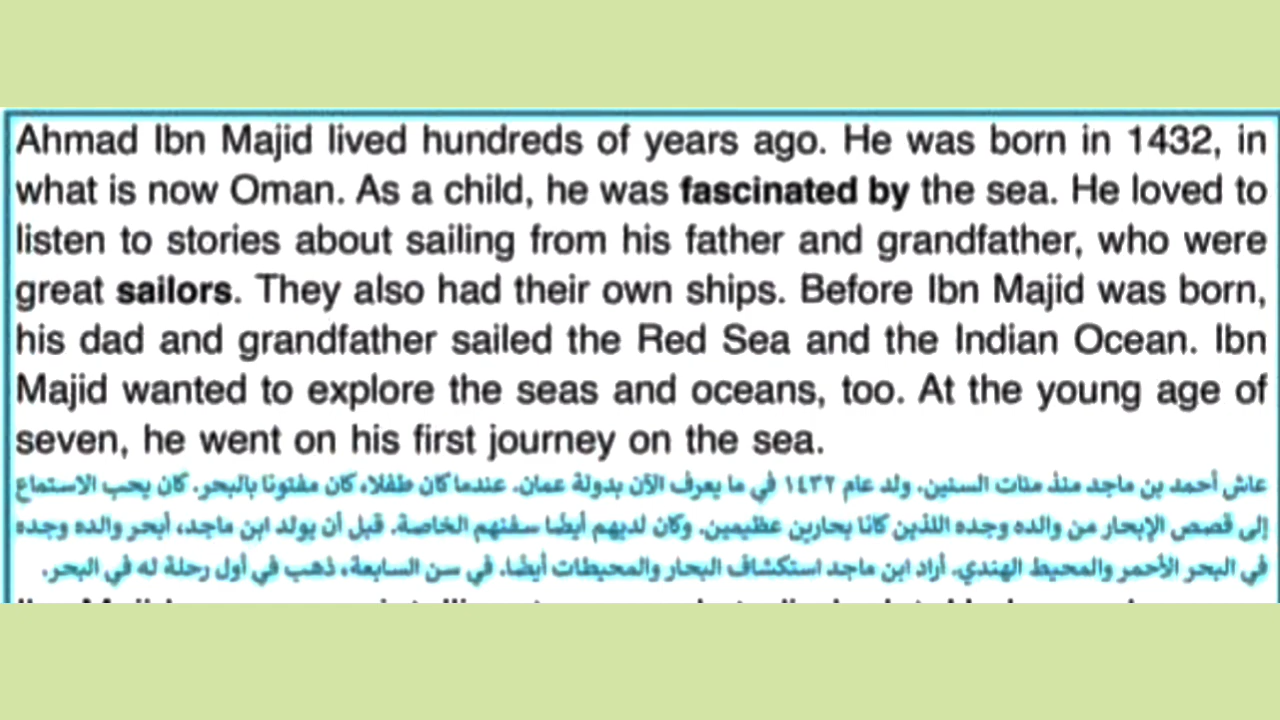 Ahmad Ibn Majid lived hundreds of years ago. He was born in 1432, in
what is now Oman. As a child, he was fascinated by the sea. He loved to
listen to stories about sailing from his father and grandfather, who were
great sailors. They also had their own ships. Before Ibn Majid was born,
his dad and grandfather sailed the Red Sea and the Indian Ocean. Ibn
Majid wanted to explore the seas and oceans, too. At the young age of
seven, he went on his first journey on the sea.
عاش أحمد بن ماجد منذ مئات السنين. ولد عام ١٤٣٢ في ما يعرف الآن بدولة عمان. عندما كان طفلا، كان مفتونا بالبحر. كان يحب الاستماع
إلى قصص الإبحار من والده وجده اللذين كانا بحارين عظيمين. وكان لديهم أيضًا سفنهم الخاصة. قبل أن يولد ابن ماجد، أبحر والده وجده
في البحر الأحمر والمحيط الهندي. أراد ابن ماجد استكشاف البحار والمحيطات أيضًا. في سن السابعة، ذهب في أول رحلة له في البحر.